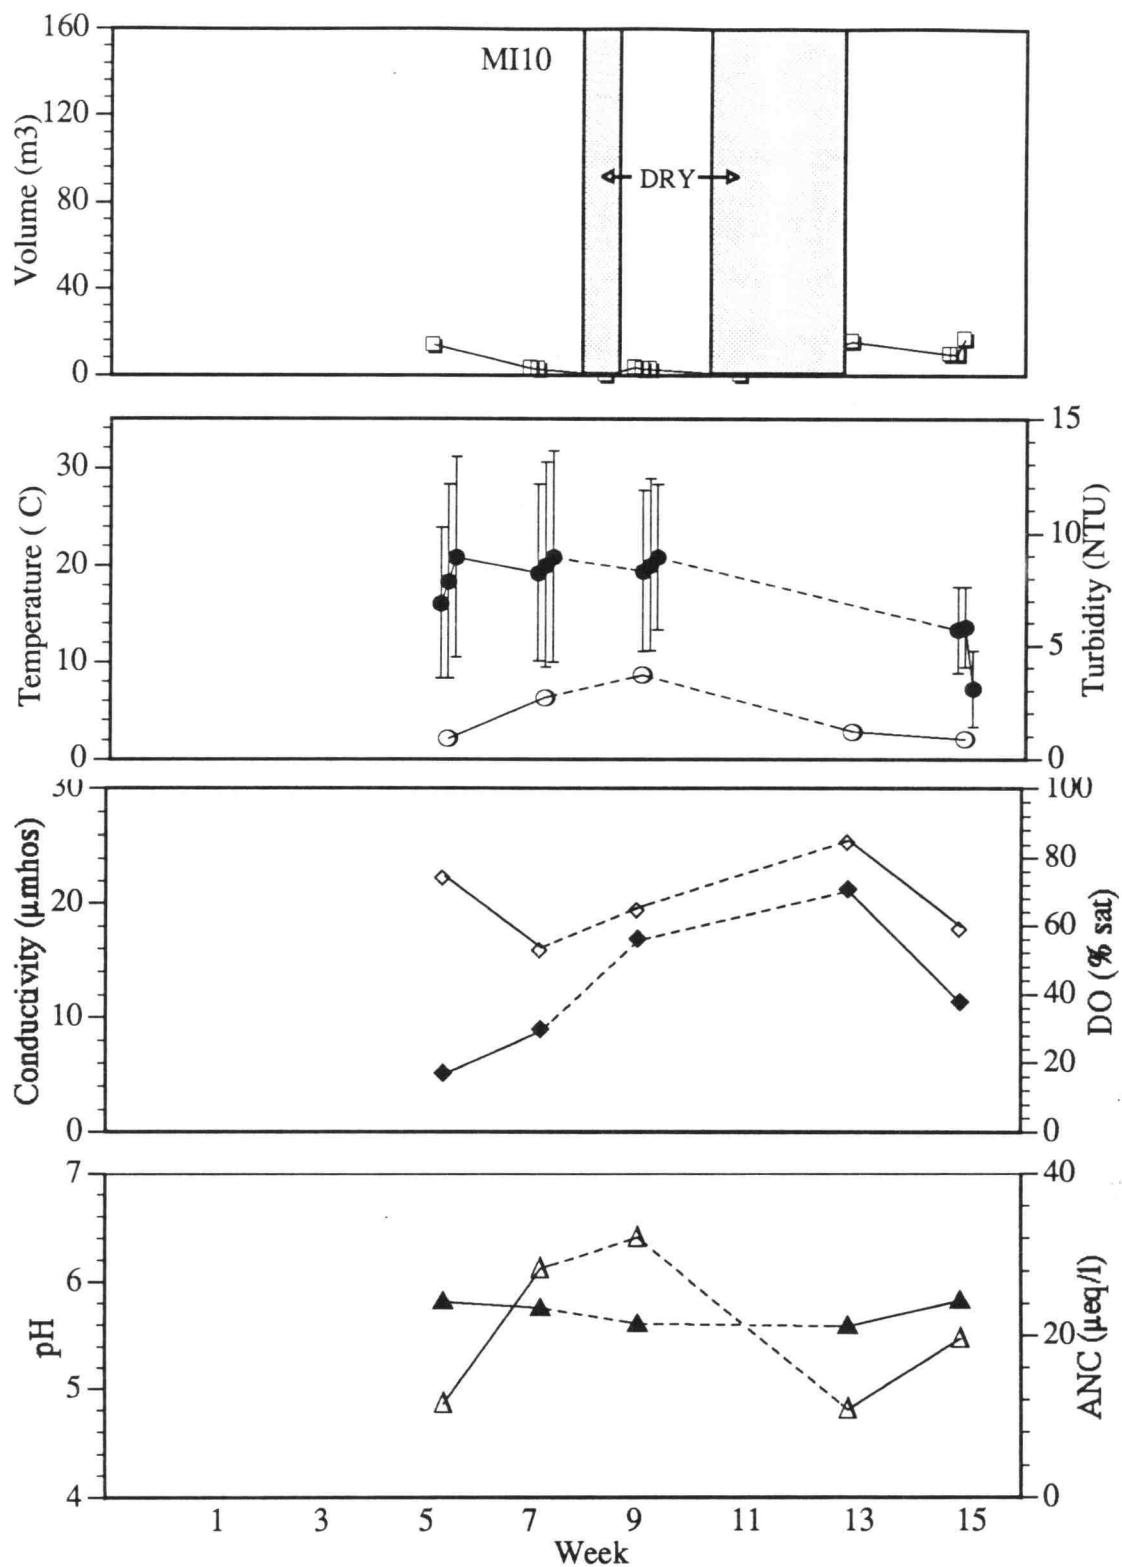 160
120
80
40
0
Volume (m3)
MI10
DRY
30
20
10
0
Temperature ( C)
15
10
5
0
Turbidity (NTU)
30
20
10
0
Conductivity (µmhos)
100
80
60
40
20
0
DO (% sat)
7
6
5
4
pH
40
20
0
ANC (µeq/l)
1 3 5 7 9 11 13 15
Week